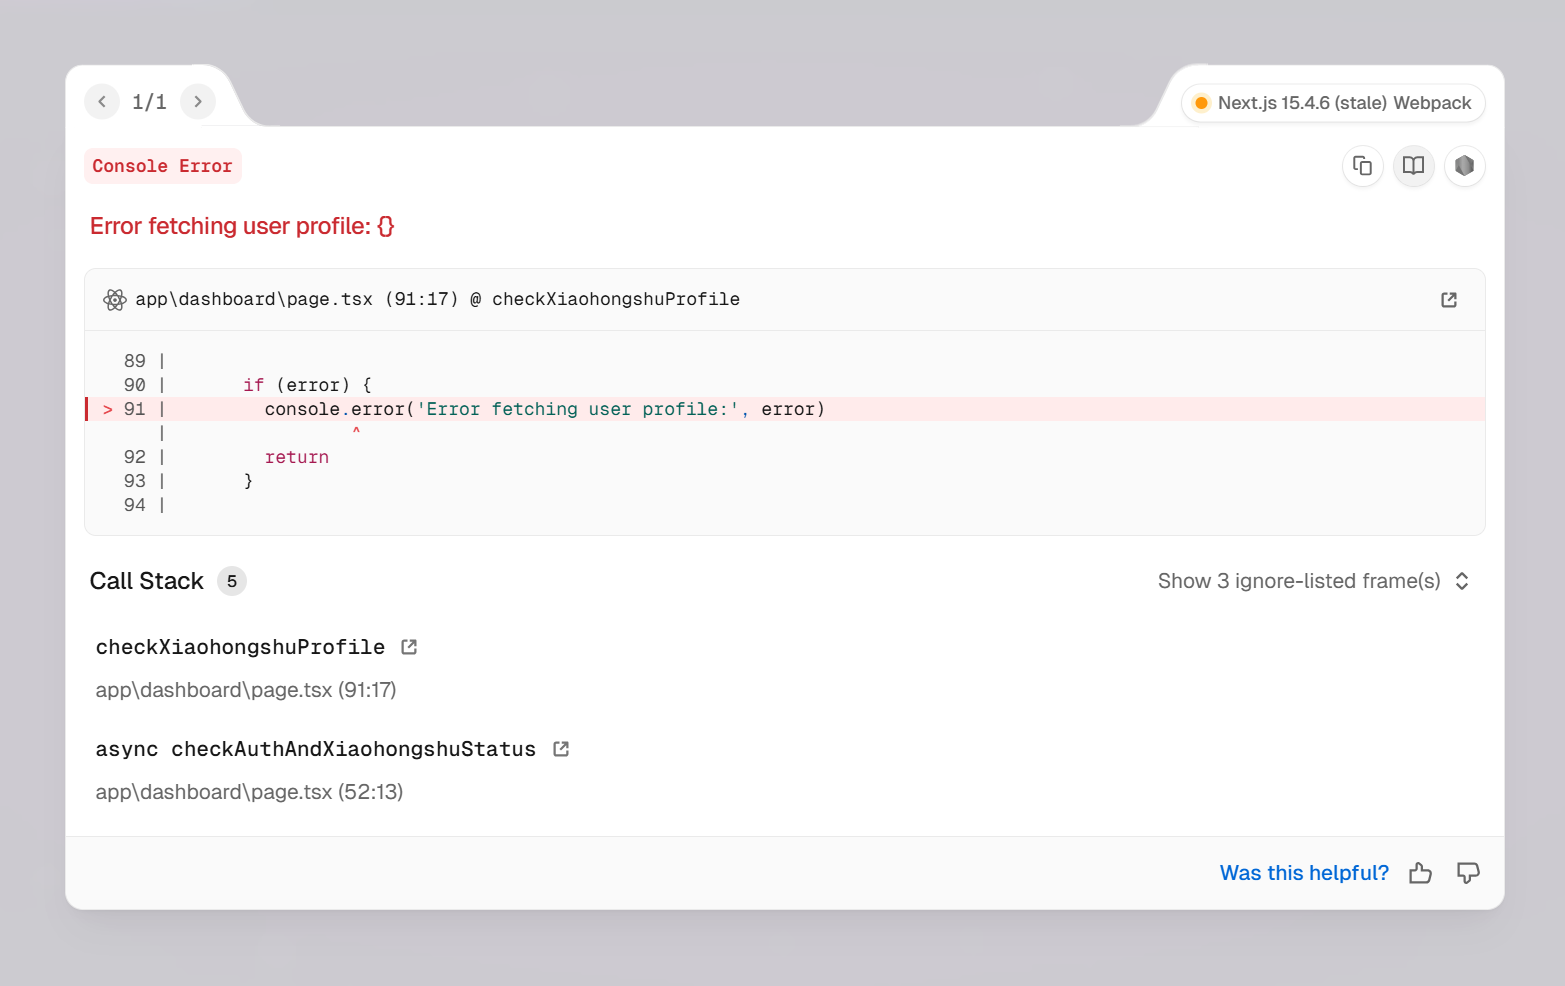 1/1
Next.js 15.4.6 (stale) Webpack
Console Error
Error fetching user profile: {}
app\dashboard\page.tsx (91:17) @ checkXiaohongshuProfile
89 |
90 |       if (error) {
> 91 |         console.error('Error fetching user profile:', error)
|                 ^
92 |         return
93 |       }
94 |
Call Stack 5
Show 3 ignore-listed frame(s)
checkXiaohongshuProfile
app\dashboard\page.tsx (91:17)
async checkAuthAndXiaohongshuStatus
app\dashboard\page.tsx (52:13)
Was this helpful?